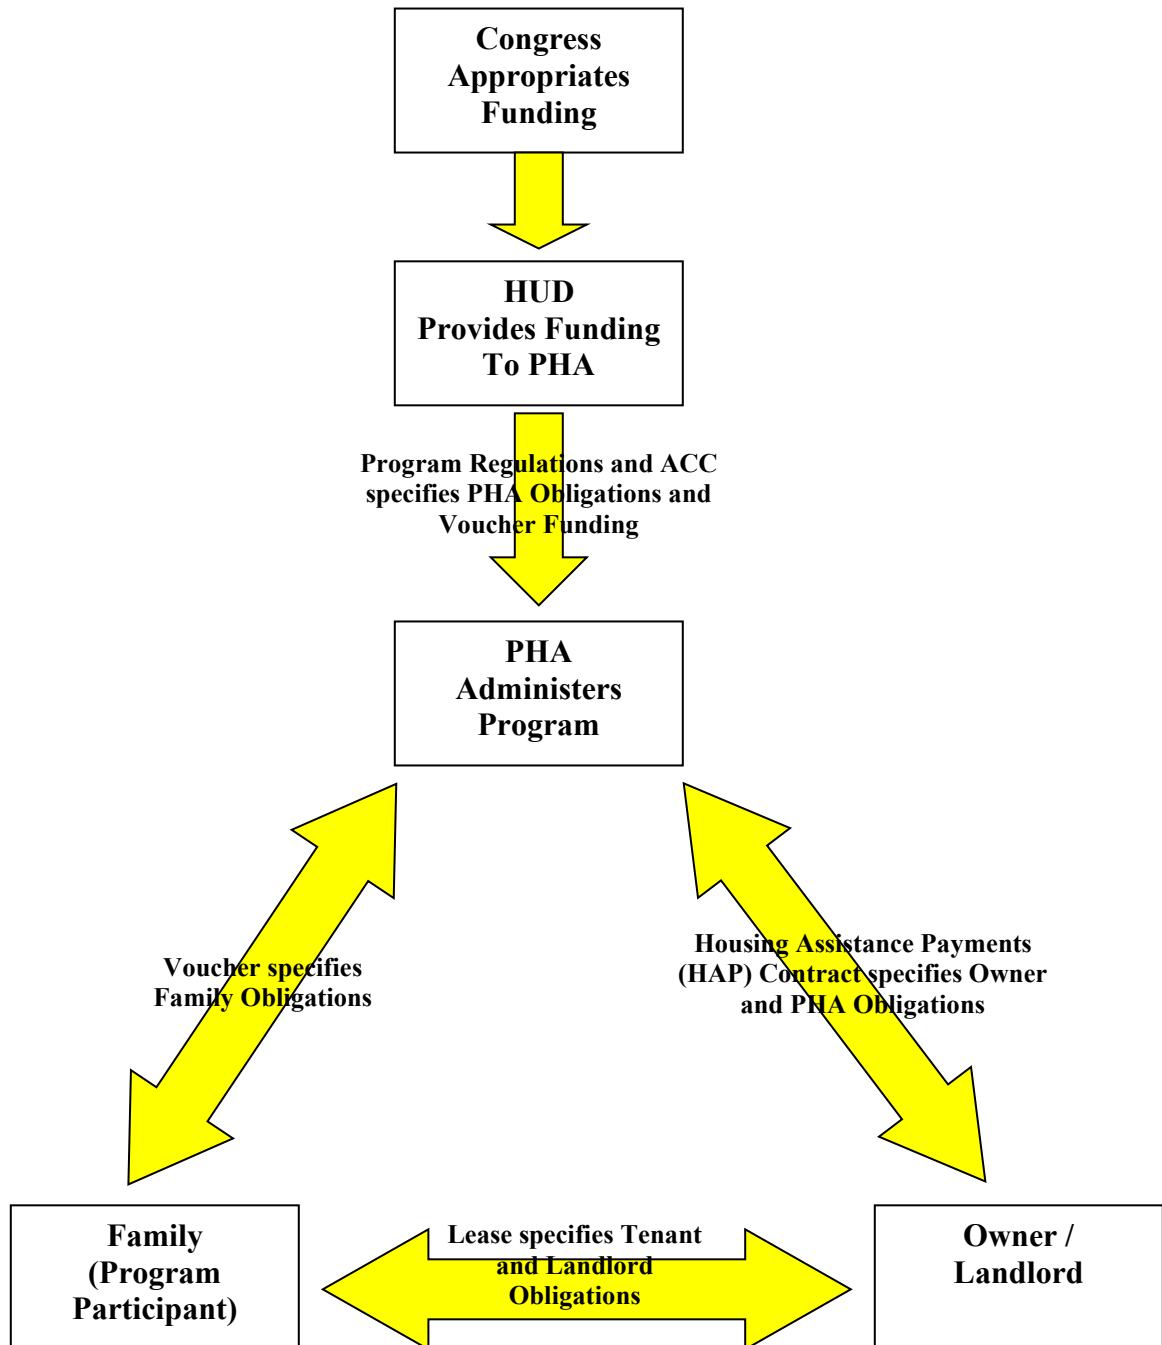 Congress
Appropriates
Funding
HUD
Provides Funding
To PHA
Program Regulations and ACC
specifies PHA Obligations and
Voucher Funding
PHA
Administers
Program
Voucher specifies
Family Obligations
Housing Assistance Payments
(HAP) Contract specifies Owner
and PHA Obligations
Family
(Program
Participant)
Lease specifies Tenant
and Landlord
Obligations
Owner /
Landlord